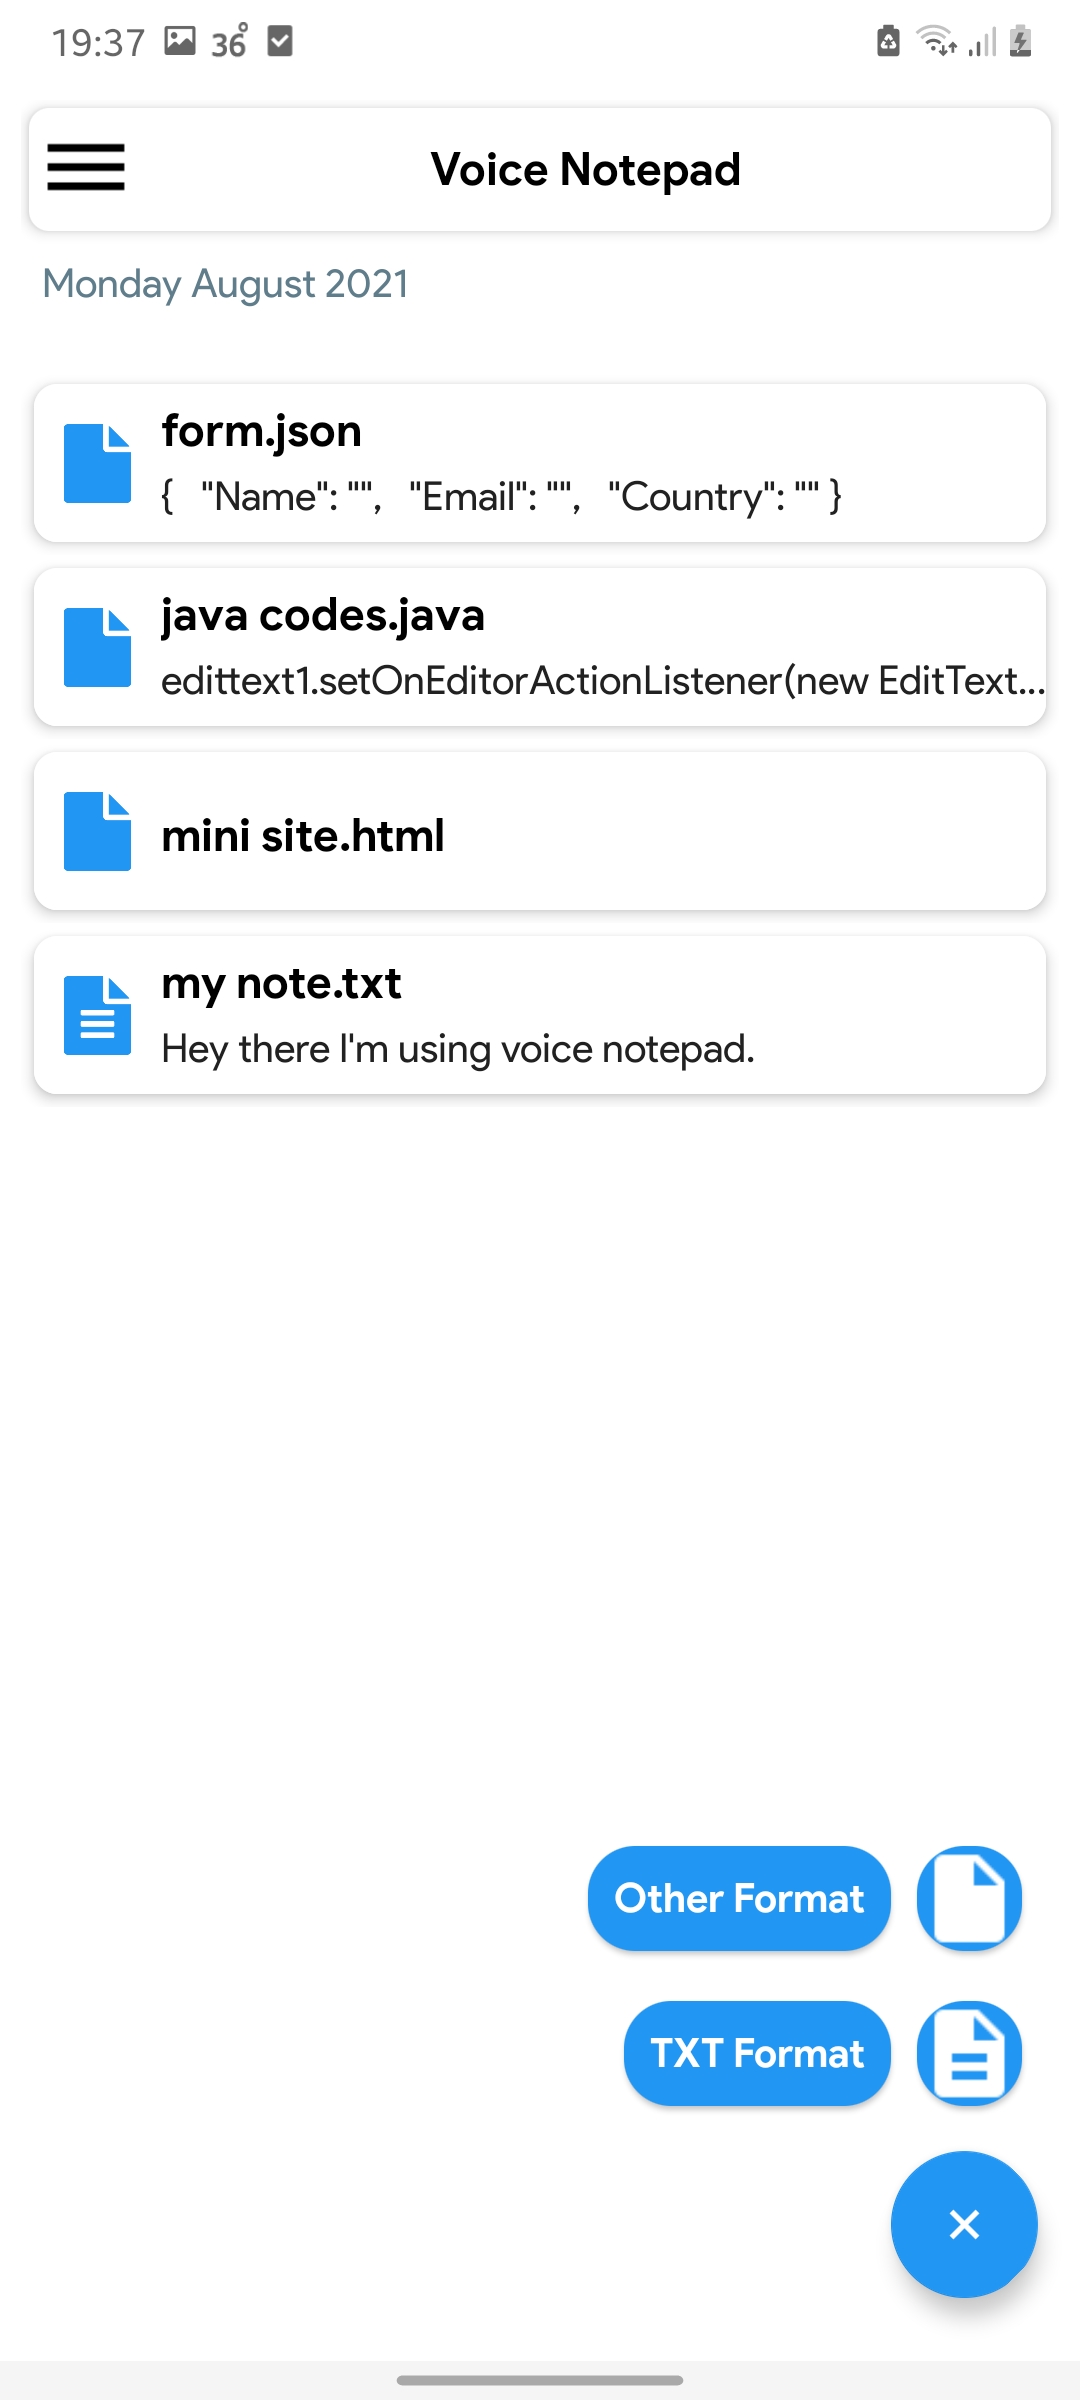 19:37 36°
Voice Notepad
Monday August 2021
form.json
{ "Name": "", "Email": "", "Country": "" }
java codes.java
edittext1.setOnEditorActionListener(new EditText...
mini site.html
my note.txt
Hey there I'm using voice notepad.
Other Format
TXT Format